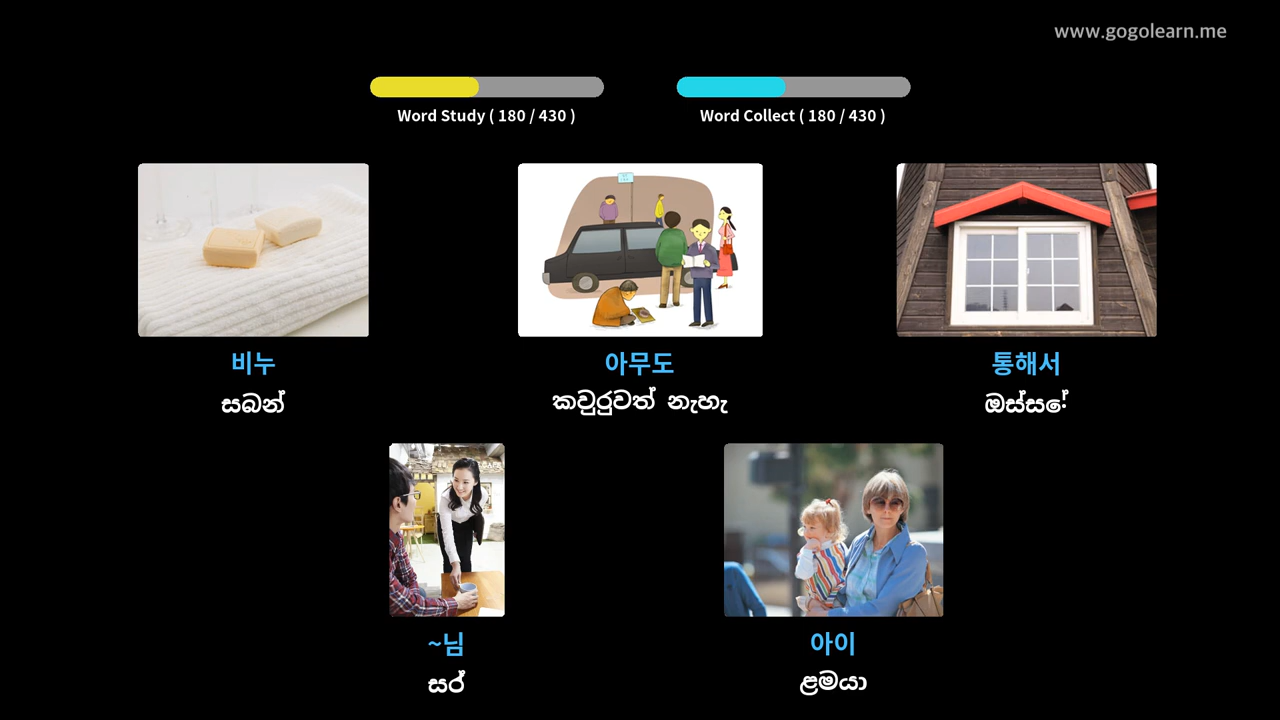 www.gogolearn.me
Word Study ( 180 / 430 )
Word Collect ( 180 / 430 )
비누
아무도
통해서
සබන්
කවුරුවත් නැහැ
ඔස්සේ
~님
아이
සර්
ළමයා